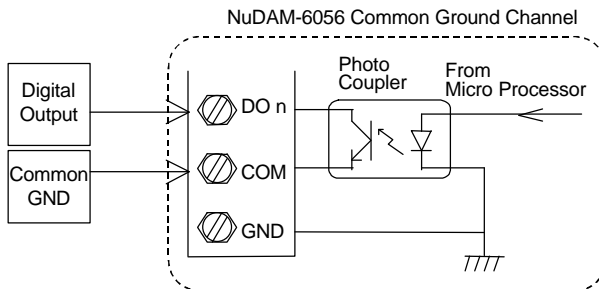 NuDAM-6056 Common Ground Channel
Digital
Output
Common
GND
DO n
COM
GND
Photo
Coupler
From
Micro Processor